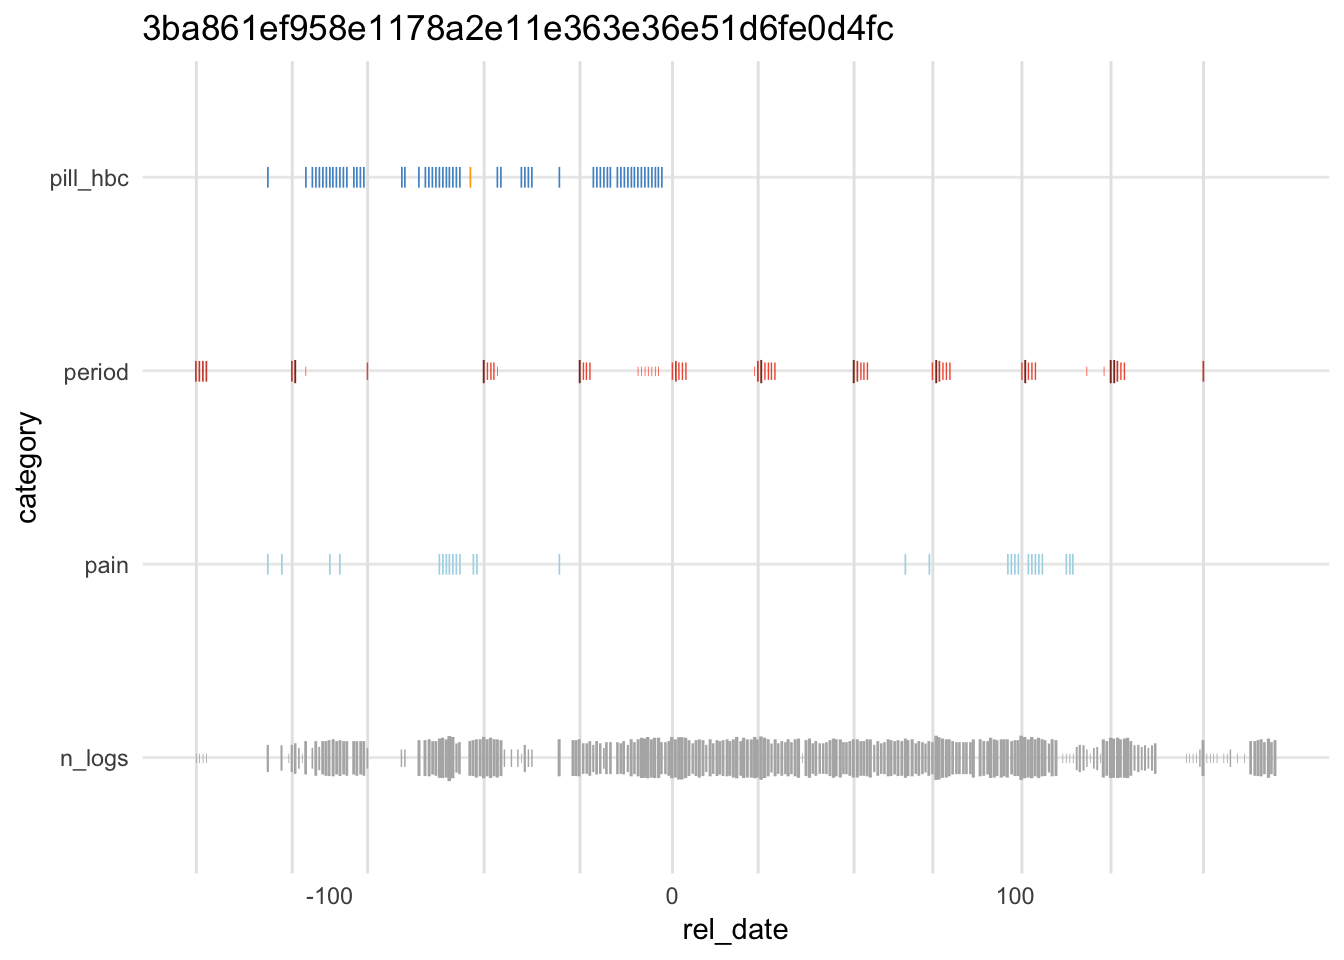 3ba861ef958e1178a2e11e363e36e51d6fe0d4fc
pill_hbc
period
category
pain
n_logs
-100 0 100
rel_date